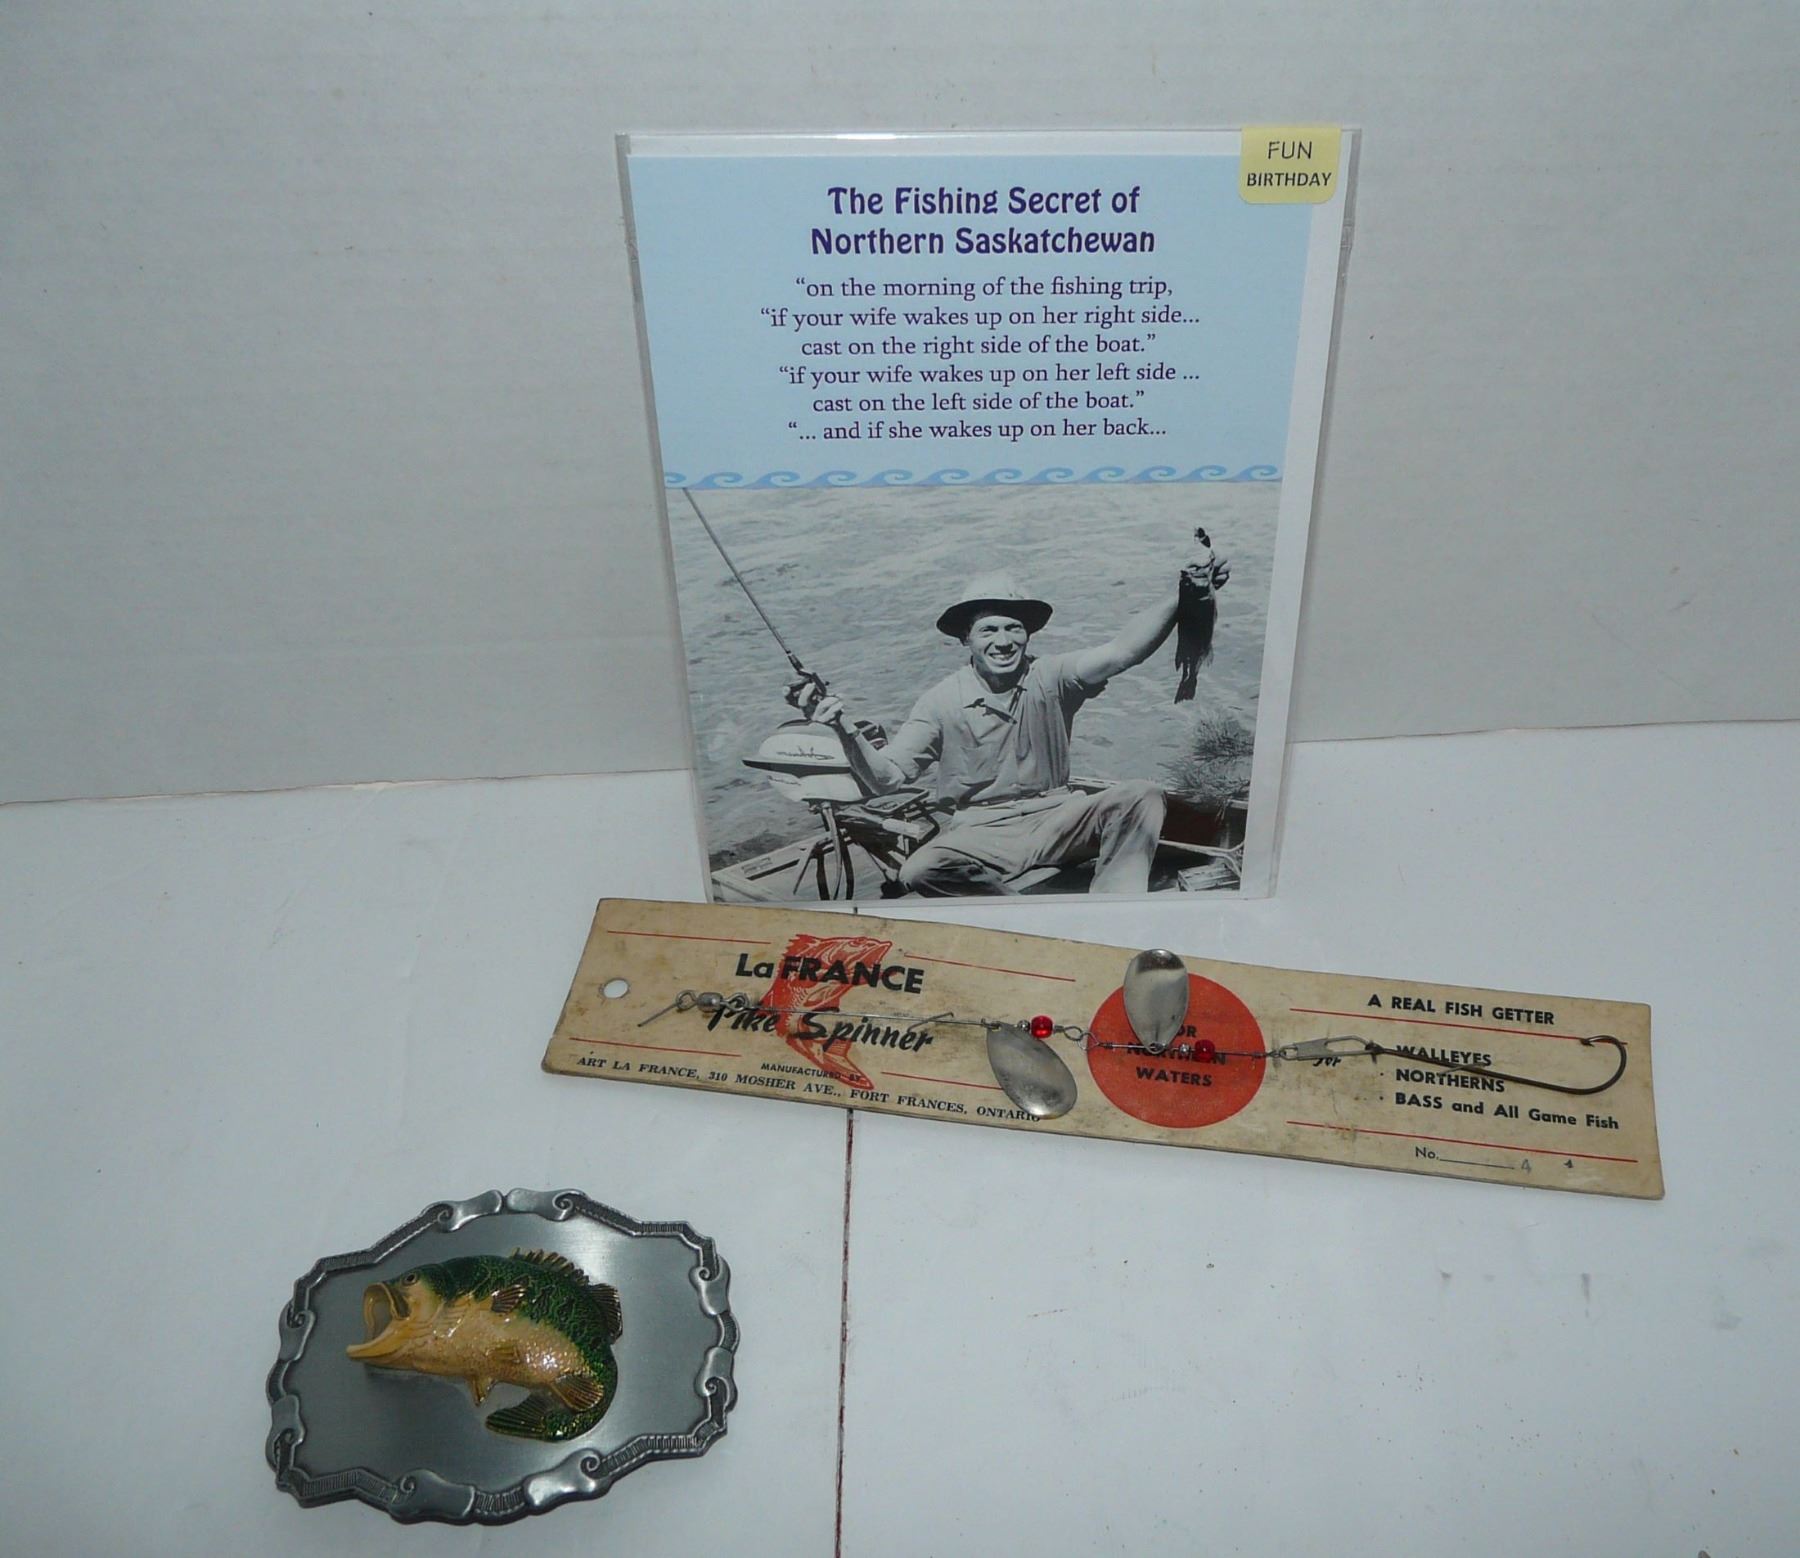 FUN
BIRTHDAY
The Fishing Secret of
Northern Saskatchewan
“on the morning of the fishing trip,
“if your wife wakes up on her right side...
cast on the right side of the boat.”
“if your wife wakes up on her left side ...
cast on the left side of the boat.”
“... and if she wakes up on her back...
La FRANCE
Pike Spinner
MANUFACTURED BY
ART LA FRANCE, 310 MOSHER AVE., FORT FRANCES, ONTARIO
NORTHERN
WATERS
A REAL FISH GETTER
for
WALLEYES
NORTHERNS
BASS and All Game Fish
No. 4